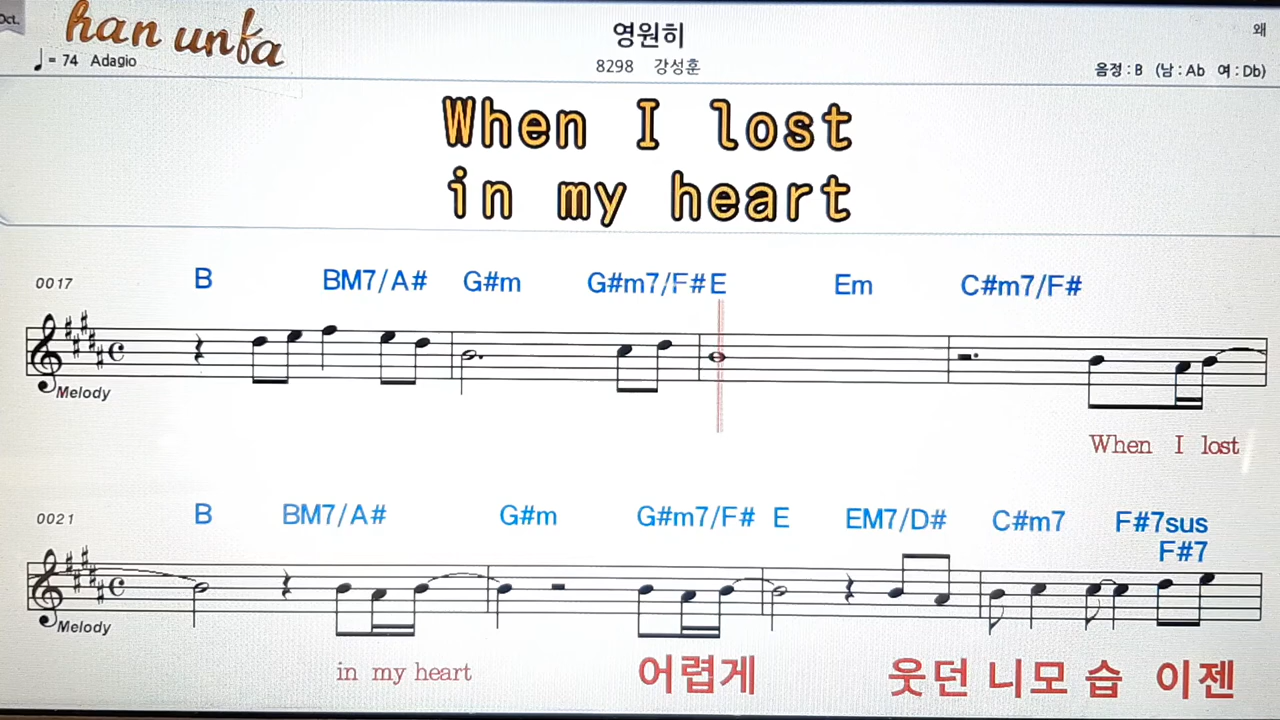 Oct.
han unfa
영원히
왜
♩= 74 Adagio
8298 강성훈
음정 : B (남 : Ab 여 : Db)
When I lost
in my heart
0017 B BM7/A# G#m G#m7/F# E Em C#m7/F#
Melody
When I lost
0021 B BM7/A# G#m G#m7/F# E EM7/D# C#m7 F#7sus
F#7
Melody
in my heart 어렵게 웃던 니모 습 이젠